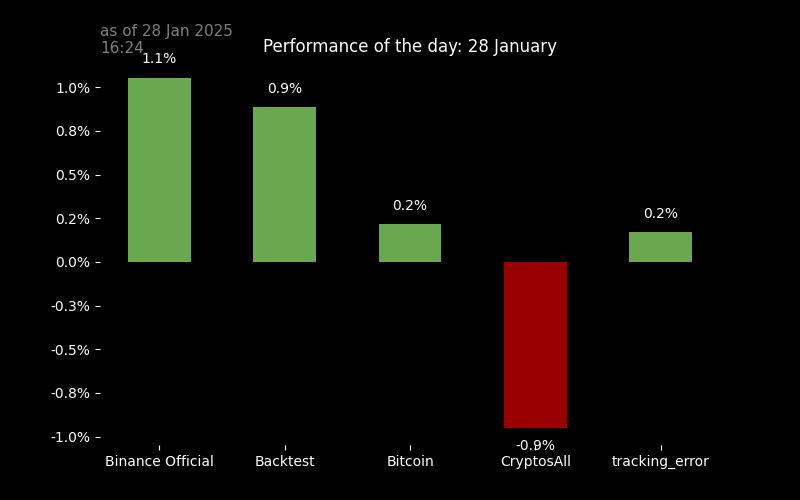 as of 28 Jan 2025
16:24
Performance of the day: 28 January
1.1%
0.9%
0.2%
-0.9%
0.2%
1.0%
0.8%
0.5%
0.2%
0.0%
-0.3%
-0.5%
-0.8%
-1.0%
Binance Official
Backtest
Bitcoin
CryptosAll
tracking_error